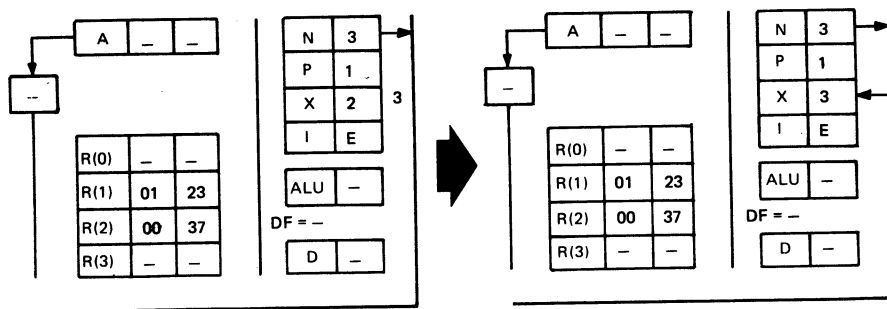 A – –
–
N 3
P 1
X 2
3
I E
R(0) – –
R(1) 01 23
R(2) 00 37
R(3) – –
ALU –
DF = –
D –
A – –
–
N 3
P 1
X 3
I E
R(0) – –
R(1) 01 23
R(2) 00 37
R(3) – –
ALU –
DF = –
D –